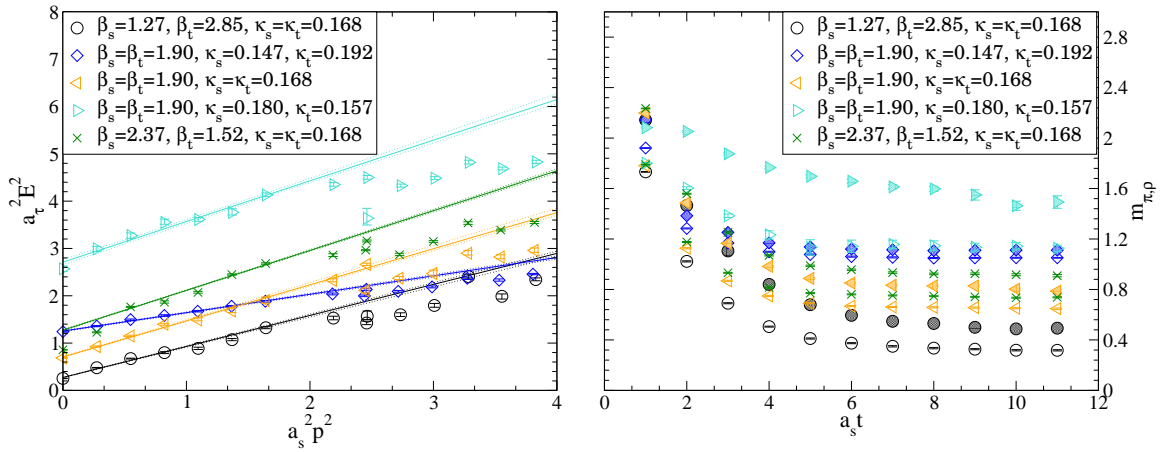 β_s=1.27, β_t=2.85, κ_s=κ_t=0.168
β_s=β_t=1.90, κ_s=0.147, κ_t=0.192
β_s=β_t=1.90, κ_s=κ_t=0.168
β_s=β_t=1.90, κ_s=0.180, κ_t=0.157
β_s=2.37, β_t=1.52, κ_s=κ_t=0.168
8
7
6
5
4
3
2
1
0
a_τ^2E^2
0 1 2 3 4
a_s^2p^2
β_s=1.27, β_t=2.85, κ_s=κ_t=0.168
β_s=β_t=1.90, κ_s=0.147, κ_t=0.192
β_s=β_t=1.90, κ_s=κ_t=0.168
β_s=β_t=1.90, κ_s=0.180, κ_t=0.157
β_s=2.37, β_t=1.52, κ_s=κ_t=0.168
2.8
2.4
2
1.6
1.2
0.8
0.4
0
m_π,ρ
0 2 4 6 8 10 12
a_st